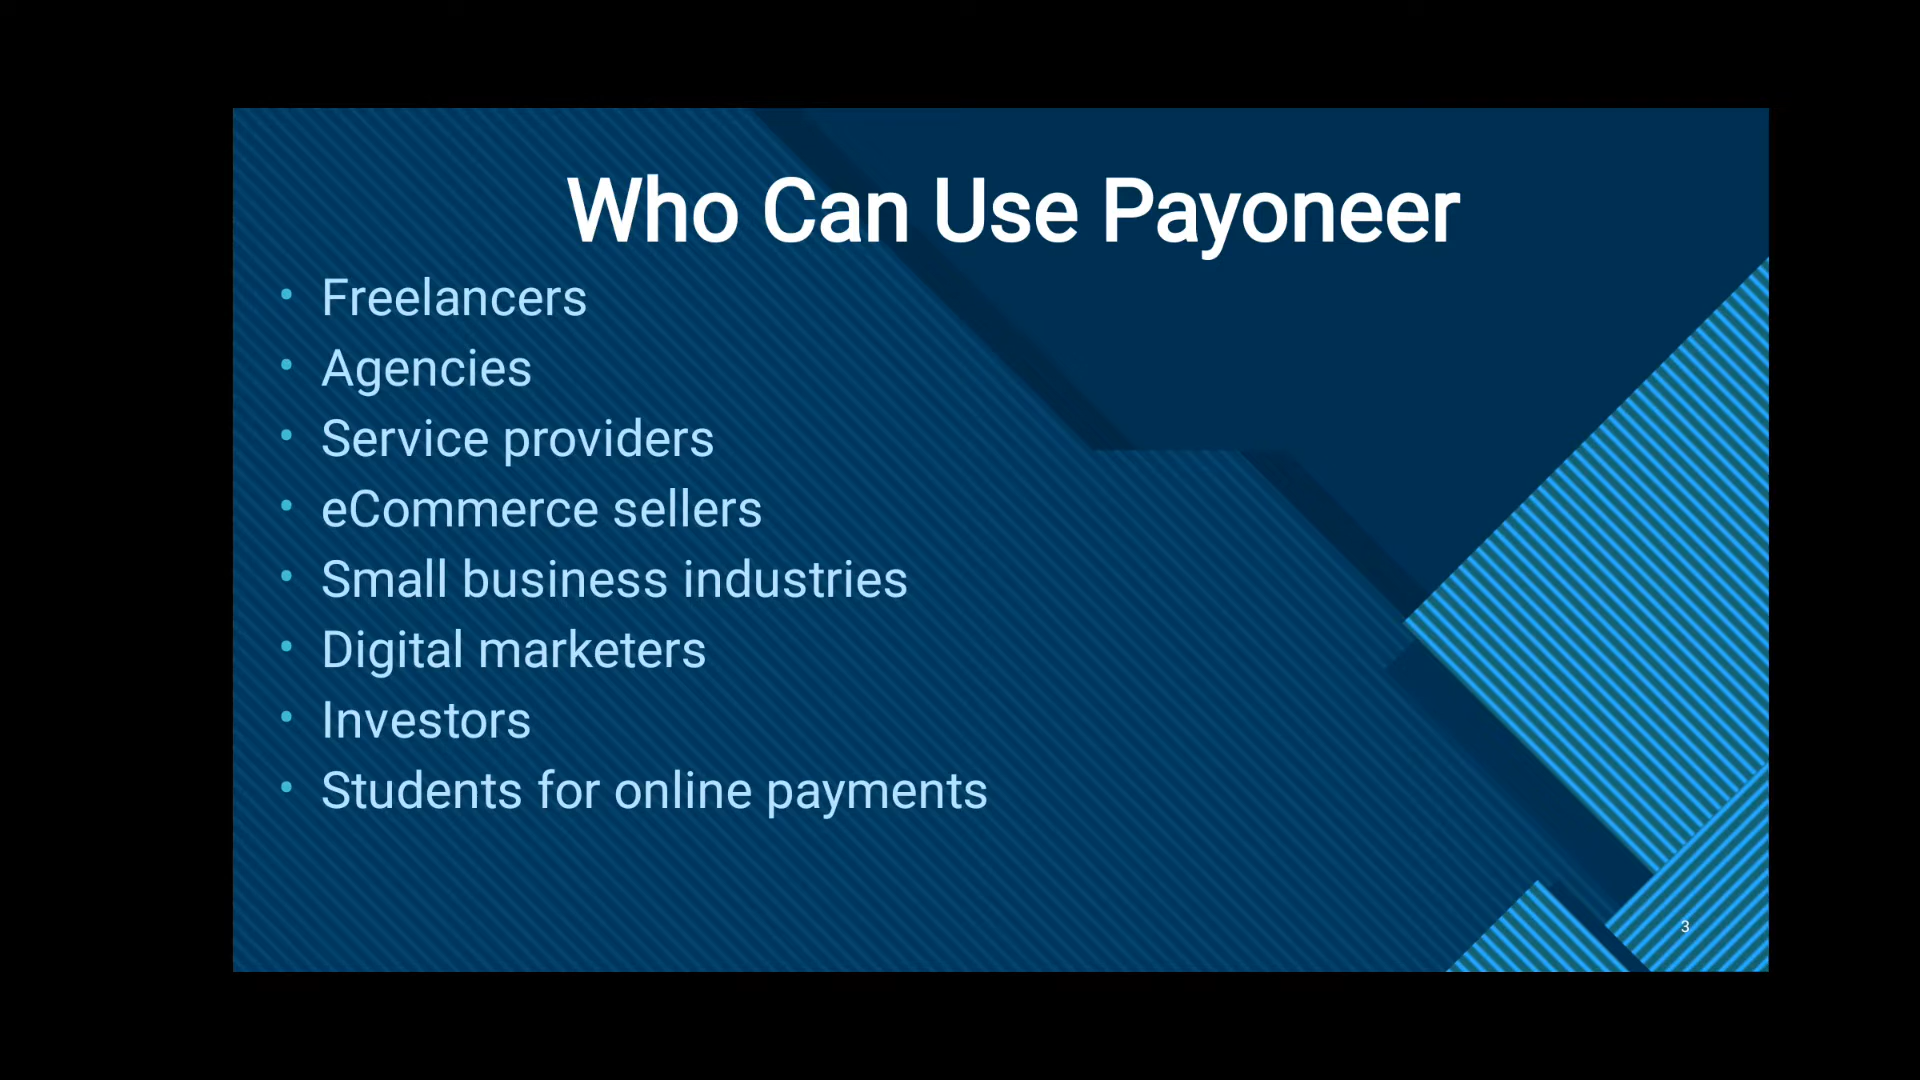 Who Can Use Payoneer
• Freelancers
• Agencies
• Service providers
• eCommerce sellers
• Small business industries
• Digital marketers
• Investors
• Students for online payments
3